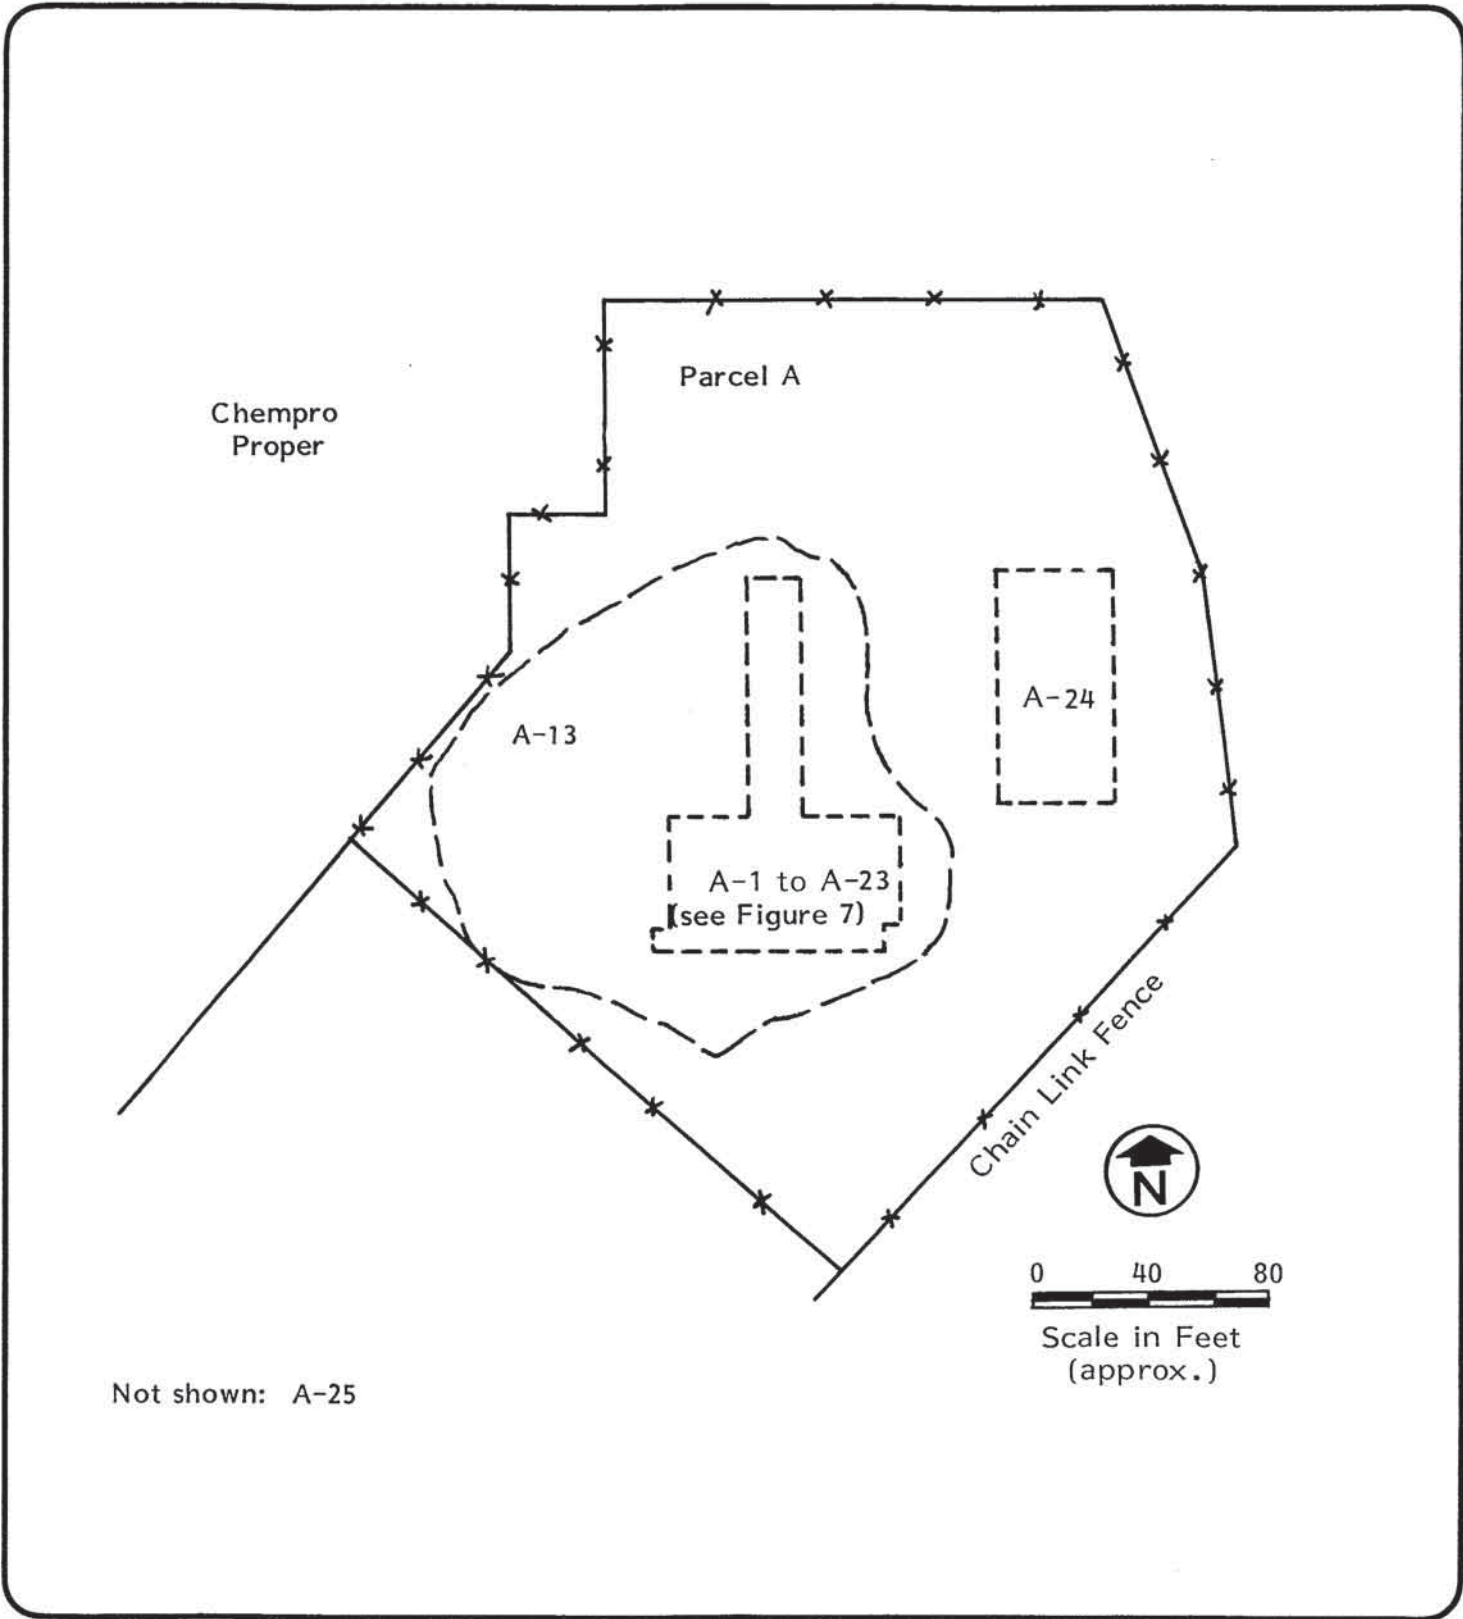 Parcel A
Chempro
Proper
A-24
A-13
A-1 to A-23
(see Figure 7)
Chain Link Fence
N
0 40 80
Scale in Feet
(approx.)
Not shown: A-25